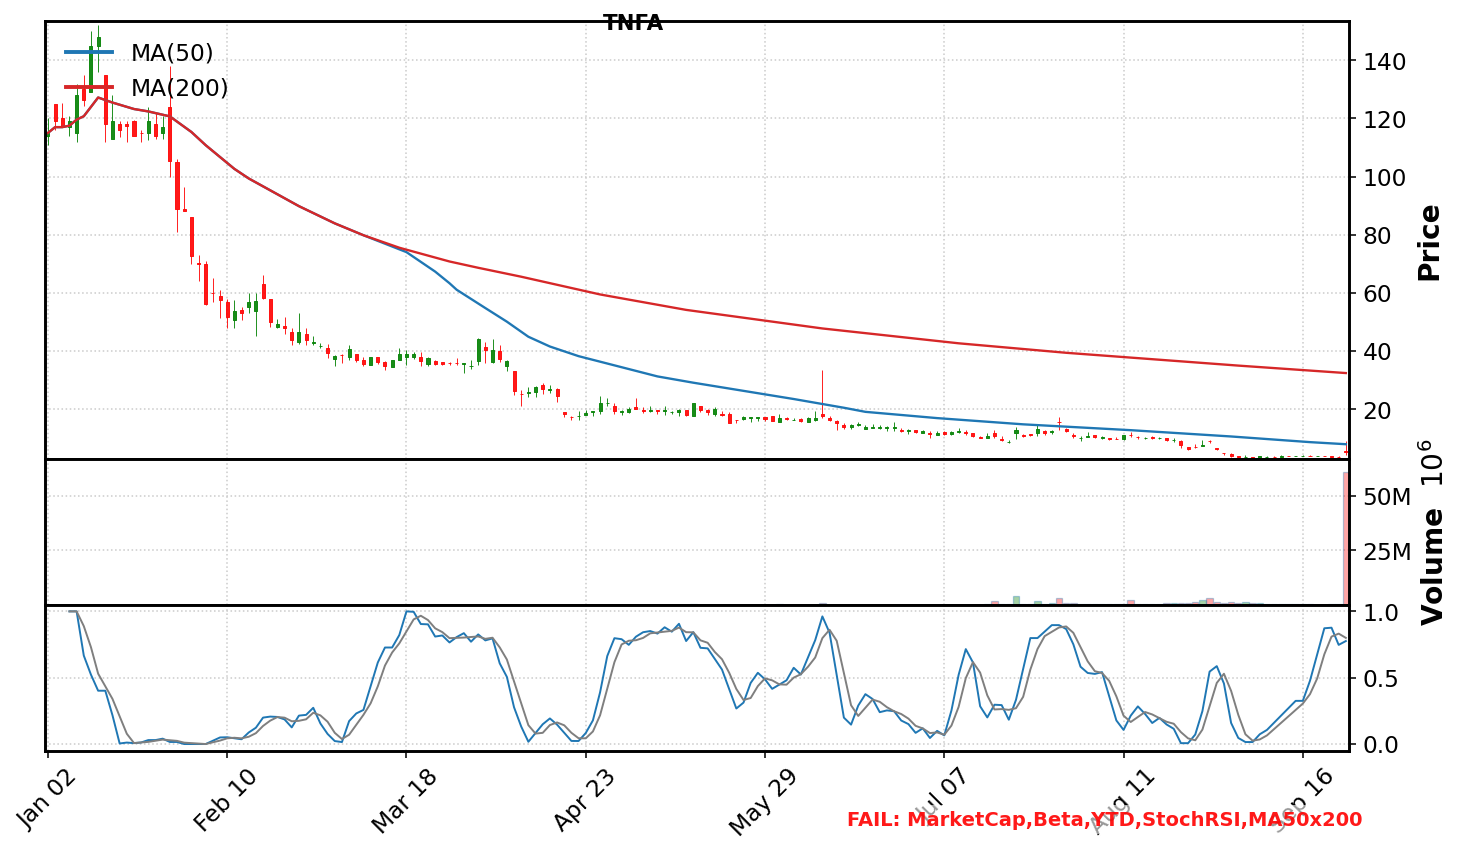 TNFA
MA(50)
MA(200)
140
120
100
80
60
40
20
Price
50M
25M
Volume 10^6
1.0
0.5
0.0
Jan 02
Feb 10
Mar 18
Apr 23
May 29
Jul 07
Aug 11
Sep 16
FAIL: MarketCap,Beta,YTD,StochRSI,MA50x200